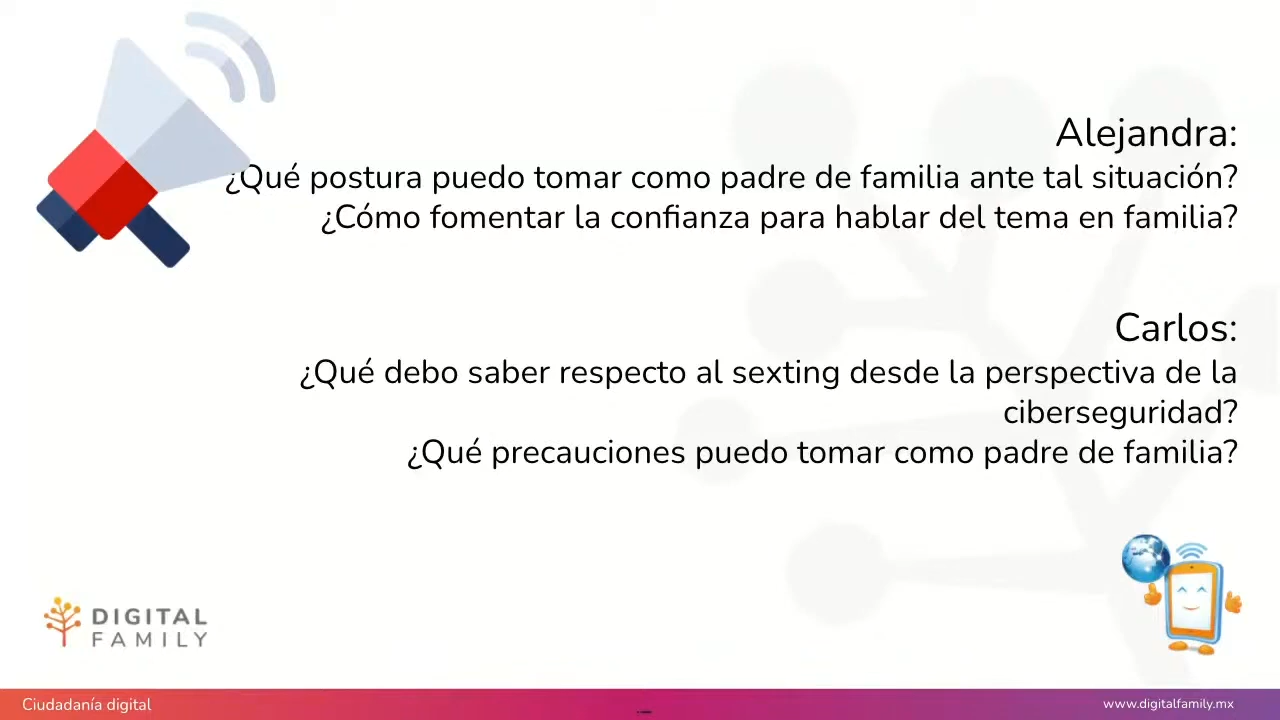 Alejandra:
¿Qué postura puedo tomar como padre de familia ante tal situación?
¿Cómo fomentar la confianza para hablar del tema en familia?
Carlos:
¿Qué debo saber respecto al sexting desde la perspectiva de la
ciberseguridad?
¿Qué precauciones puedo tomar como padre de familia?
DIGITAL
FAMILY
Ciudadanía digital
www.digitalfamily.mx